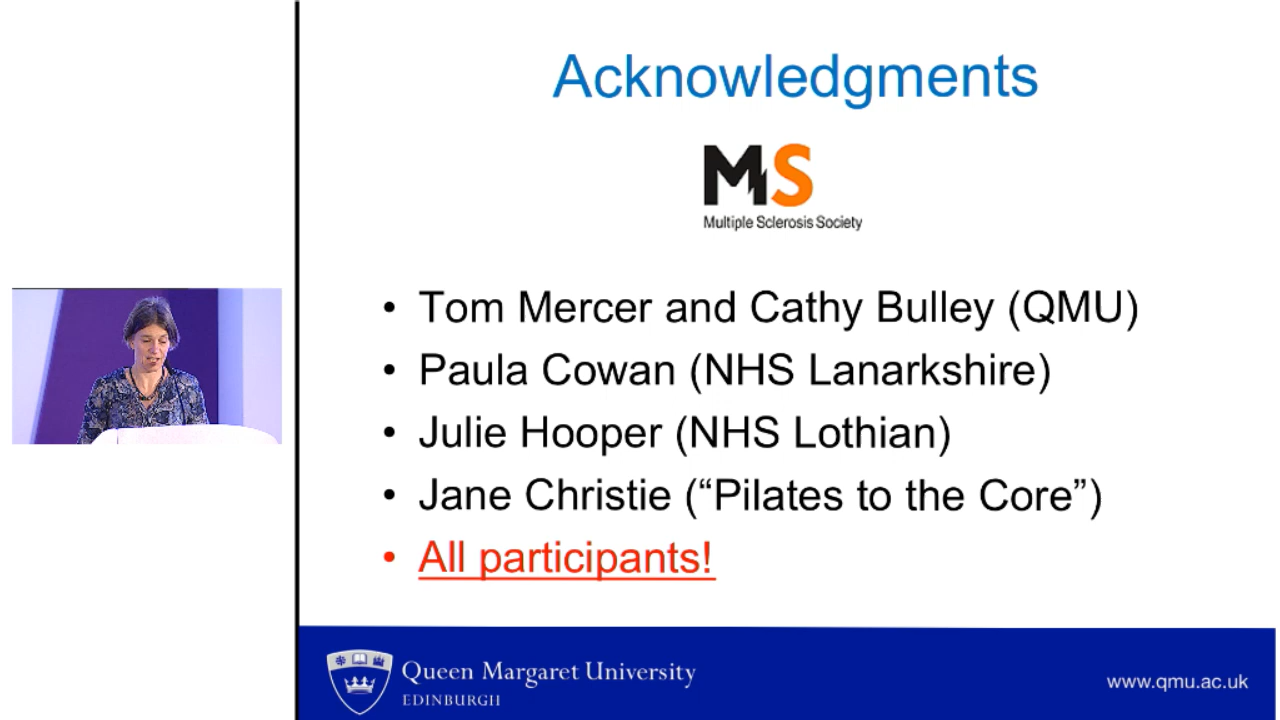 Acknowledgments
MS
Multiple Sclerosis Society
• Tom Mercer and Cathy Bulley (QMU)
• Paula Cowan (NHS Lanarkshire)
• Julie Hooper (NHS Lothian)
• Jane Christie (“Pilates to the Core”)
• All participants!
Queen Margaret University
EDINBURGH
www.qmu.ac.uk